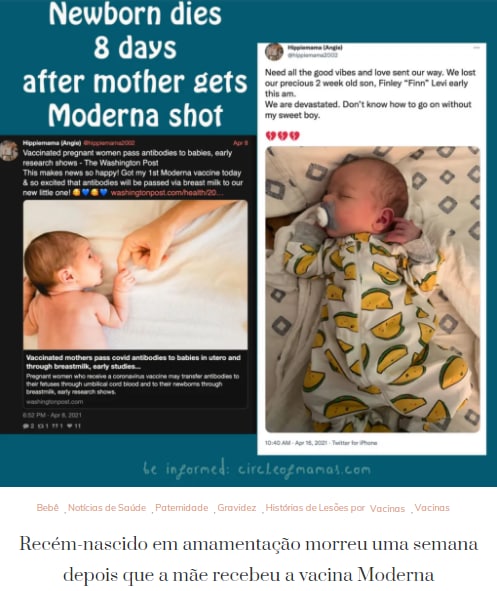 Newborn dies
8 days
after mother gets
Moderna shot
Hippiemama (Angie) @hippiemama2002 Apr 8
Vaccinated pregnant women pass antibodies to babies, early
research shows - The Washington Post
This makes news so happy! Got my 1st Moderna vaccine today
& so excited that antibodies will be passed via breast milk to our
new little one! 🥰💙🥰💙 washingtonpost.com/health/20...
Vaccinated mothers pass covid antibodies to babies in utero and
through breastmilk, early studies...
Pregnant women who receive a coronavirus vaccine may transfer antibodies to
their fetuses through umbilical cord blood and to their newborns through
breastmilk, early research shows.
washingtonpost.com
6:52 PM · Apr 8, 2021
2 1 1 11
Hippiemama (Angie)
@hippiemama2002
Need all the good vibes and love sent our way. We lost
our precious 2 week old son, Finley “Finn” Levi early
this am.
We are devastated. Don't know how to go on without
my sweet boy.
💔💔💔
10:40 AM · Apr 16, 2021 · Twitter for iPhone
be informed: circleofmamas.com
Bebê , Notícias de Saúde , Paternidade , Gravidez , Histórias de Lesões por Vacinas , Vacinas
Recém-nascido em amamentação morreu uma semana
depois que a mãe recebeu a vacina Moderna